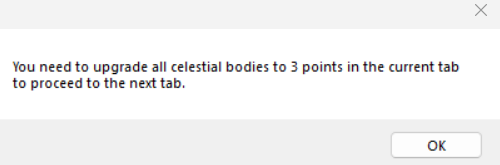 You need to upgrade all celestial bodies to 3 points in the current tab
to proceed to the next tab.
OK